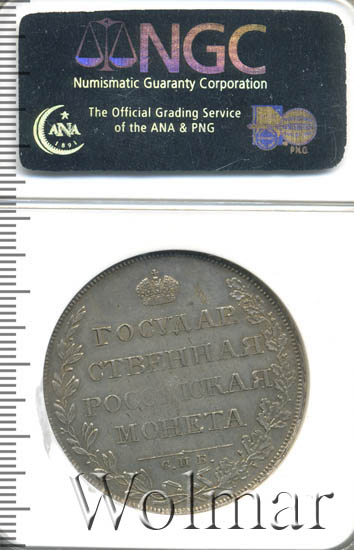 NGC
Numismatic Guaranty Corporation
The Official Grading Service
of the ANA & PNG
ANA
1891
PNG
ГОСУДАР
СТВЕННАЯ
РОССІЙСКАЯ
МОНЕТА
С.П.Б.
Wolmar